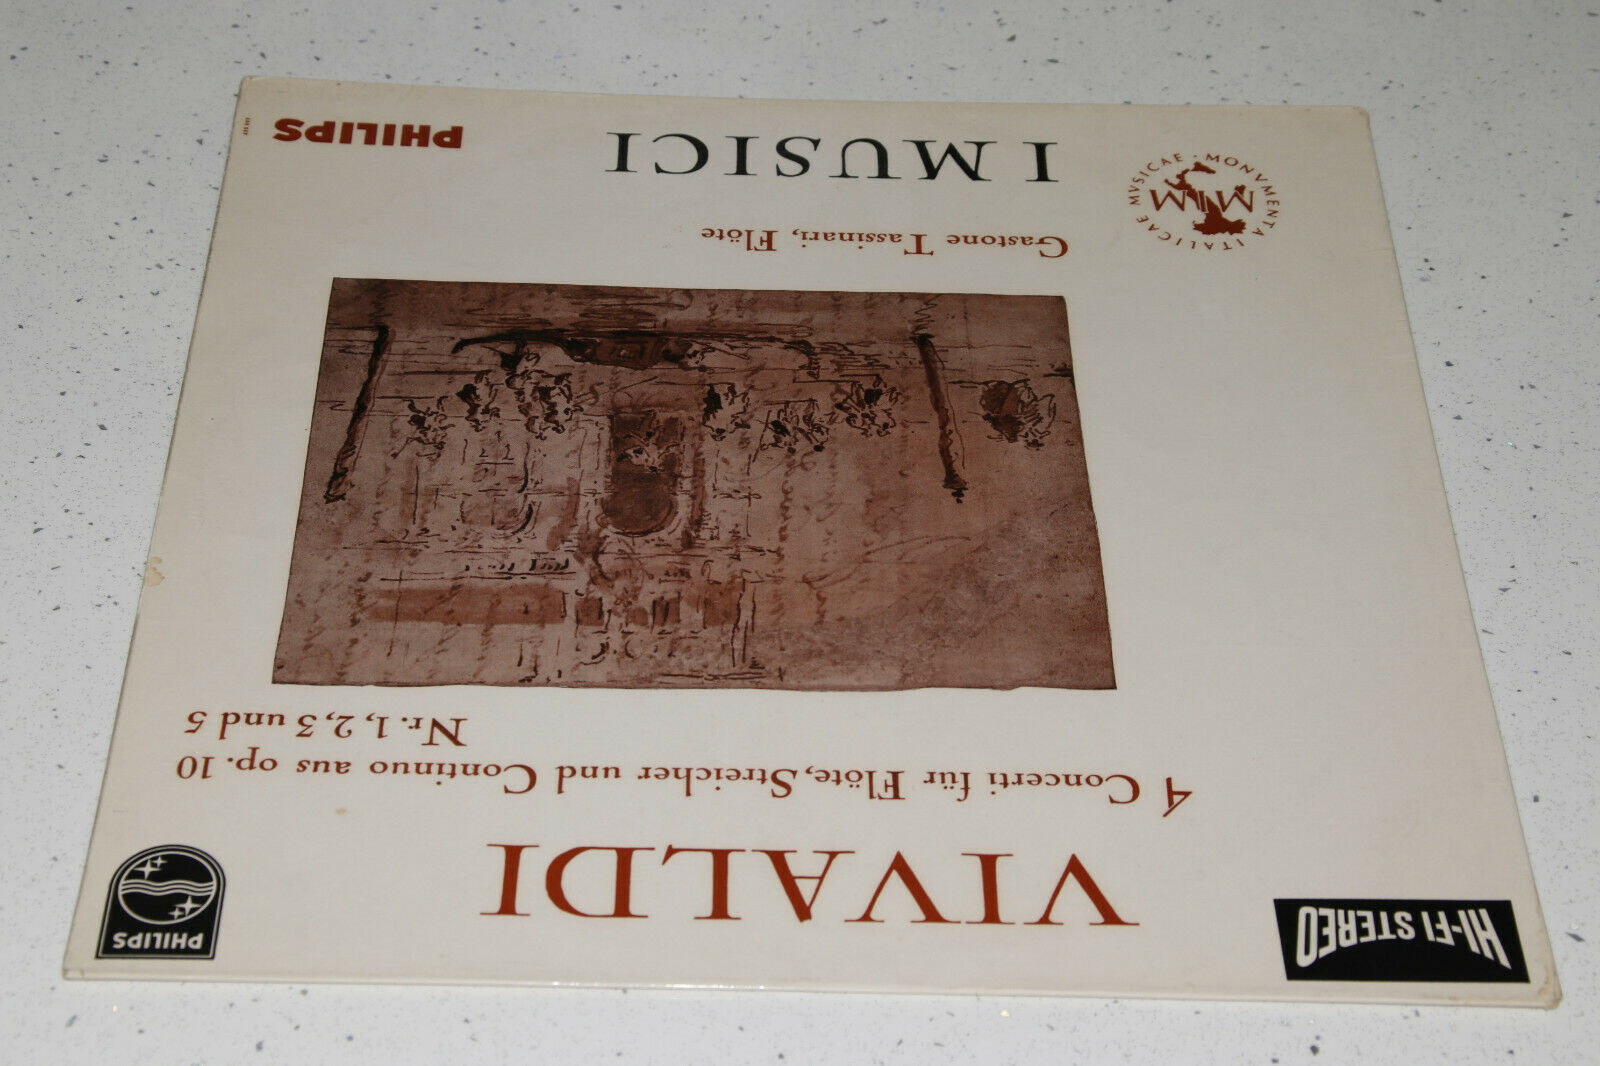 HI-FI STEREO
VIVALDI
PHILIPS
4 Concerti für Flöte, Streicher und Continuo aus op. 10
Nr. 1, 2, 3 und 5
Gastone Tassinari, Flöte
MIM
MONVMENTA ITALICAE MVSICAE
I MUSICI
PHILIPS